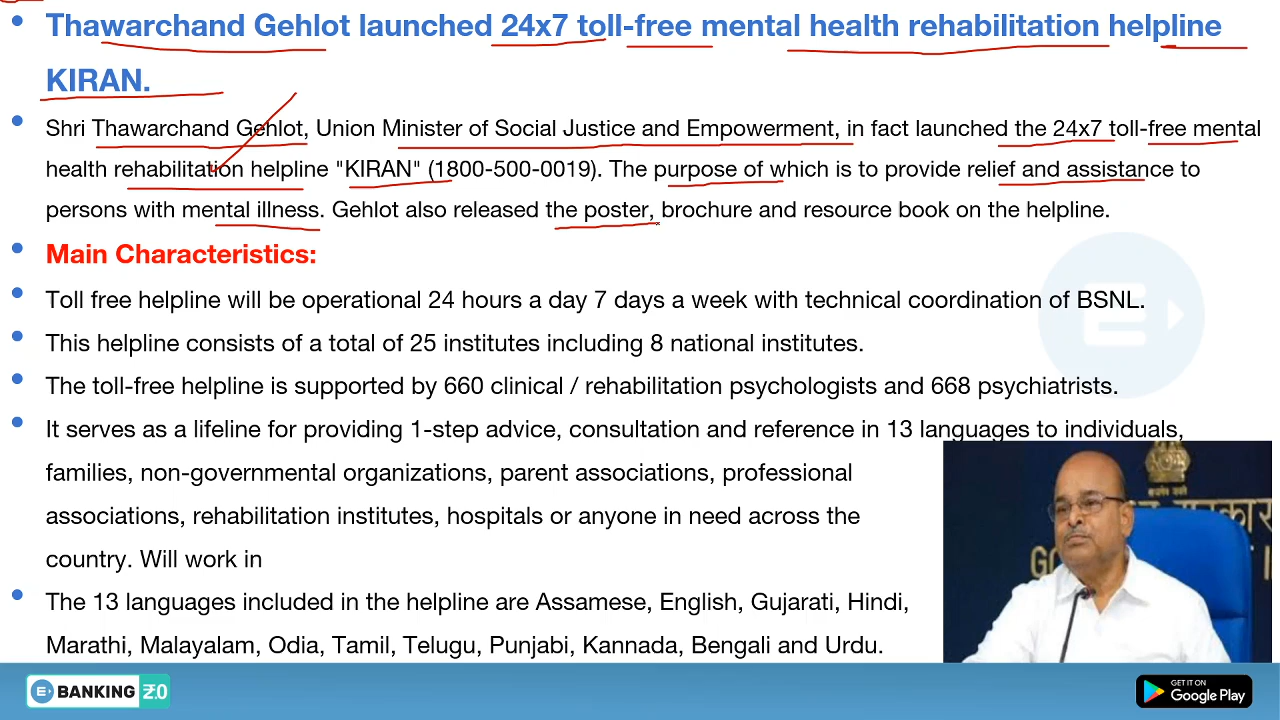 Thawarchand Gehlot launched 24x7 toll-free mental health rehabilitation helpline
KIRAN.
Shri Thawarchand Gehlot, Union Minister of Social Justice and Empowerment, in fact launched the 24x7 toll-free mental
health rehabilitation helpline "KIRAN" (1800-500-0019). The purpose of which is to provide relief and assistance to
persons with mental illness. Gehlot also released the poster, brochure and resource book on the helpline.
Main Characteristics:
Toll free helpline will be operational 24 hours a day 7 days a week with technical coordination of BSNL.
This helpline consists of a total of 25 institutes including 8 national institutes.
The toll-free helpline is supported by 660 clinical / rehabilitation psychologists and 668 psychiatrists.
It serves as a lifeline for providing 1-step advice, consultation and reference in 13 languages to individuals,
families, non-governmental organizations, parent associations, professional
associations, rehabilitation institutes, hospitals or anyone in need across the
country. Will work in
The 13 languages included in the helpline are Assamese, English, Gujarati, Hindi,
Marathi, Malayalam, Odia, Tamil, Telugu, Punjabi, Kannada, Bengali and Urdu.
BANKING ₹.0
GET IT ON
Google Play